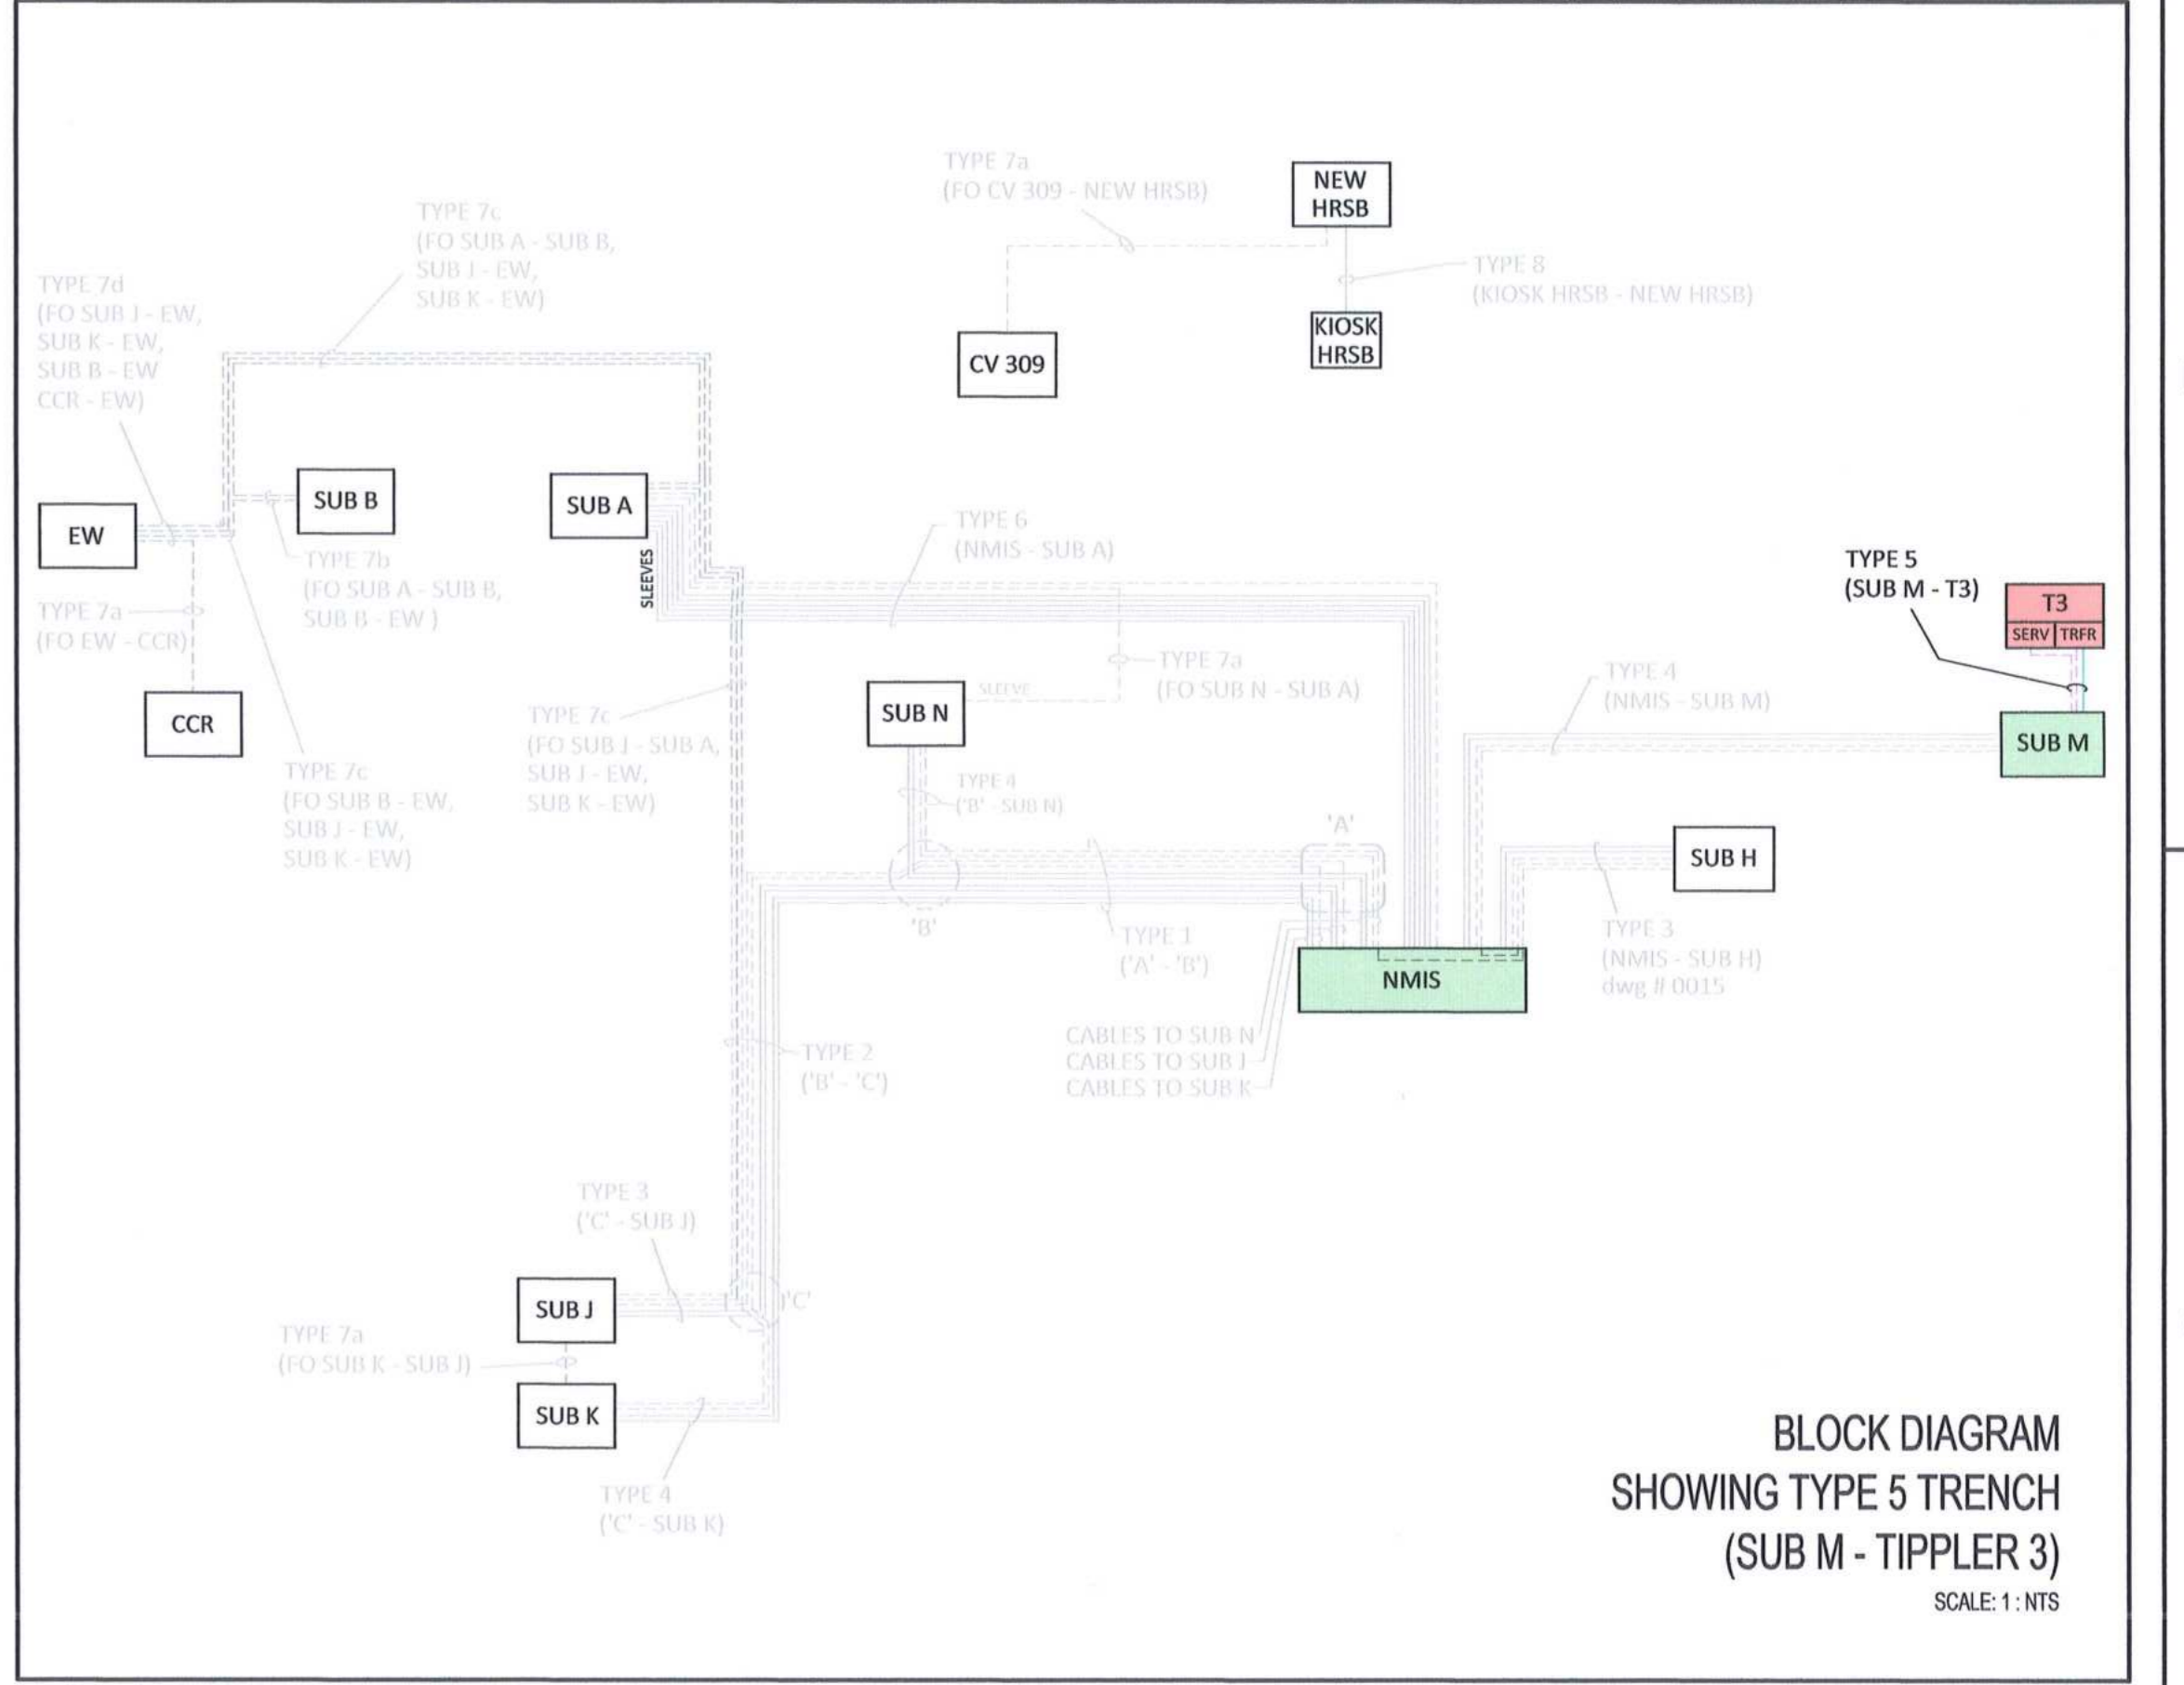 TYPE 7a
(FO CV 309 - NEW HRSB)
NEW
HRSB
TYPE 7c
(FO SUB A - SUB B,
SUB J - EW,
SUB K - EW)
TYPE 8
(KIOSK HRSB - NEW HRSB)
TYPE 7d
(FO SUB J - EW,
SUB K - EW,
SUB B - EW
CCR - EW)
KIOSK
HRSB
CV 309
SUB B
SUB A
EW
TYPE 6
(NMIS - SUB A)
TYPE 7b
(FO SUB A - SUB B,
SUB B - EW )
SLEEVES
TYPE 5
(SUB M - T3)
T3
SERV TRFR
TYPE 7a
(FO EW - CCR)
TYPE 7a
(FO SUB N - SUB A)
SLEEVE
TYPE 4
(NMIS - SUB M)
SUB N
CCR
TYPE 7c
(FO SUB J - SUB A,
SUB J - EW,
SUB K - EW)
SUB M
TYPE 7c
(FO SUB B - EW,
SUB J - EW,
SUB K - EW)
TYPE 4
('B' - SUB N)
'A'
SUB H
'B'
TYPE 1
('A' - 'B')
TYPE 3
(NMIS - SUB H)
dwg # 0015
NMIS
CABLES TO SUB N
CABLES TO SUB J
CABLES TO SUB K
TYPE 2
('B' - 'C')
TYPE 3
('C' - SUB J)
SUB J
'C'
TYPE 7a
(FO SUB K - SUB J)
SUB K
TYPE 4
('C' - SUB K)
BLOCK DIAGRAM
SHOWING TYPE 5 TRENCH
(SUB M - TIPPLER 3)
SCALE: 1 : NTS